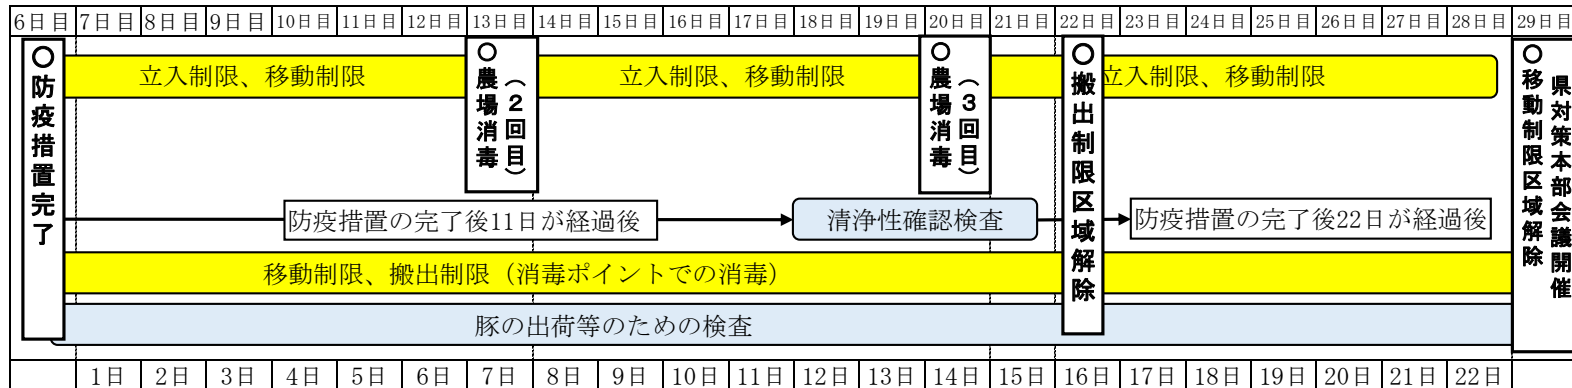 6日目 7日目 8日目 9日目 10日目 11日目 12日目 13日目 14日目 15日目 16日目 17日目 18日目 19日目 20日目 21日目 22日目 23日目 24日目 25日目 26日目 27日目 28日目 29日目
○防疫措置完了
立入制限、移動制限
○農場消毒
（２回目）
立入制限、移動制限
○農場消毒
（３回目）
○搬出制限区域解除
立入制限、移動制限
県対策本部会議開催
○移動制限区域解除
防疫措置の完了後11日が経過後
清浄性確認検査
防疫措置の完了後22日が経過後
移動制限、搬出制限（消毒ポイントでの消毒）
豚の出荷等のための検査
1日 2日 3日 4日 5日 6日 7日 8日 9日 10日 11日 12日 13日 14日 15日 16日 17日 18日 19日 20日 21日 22日